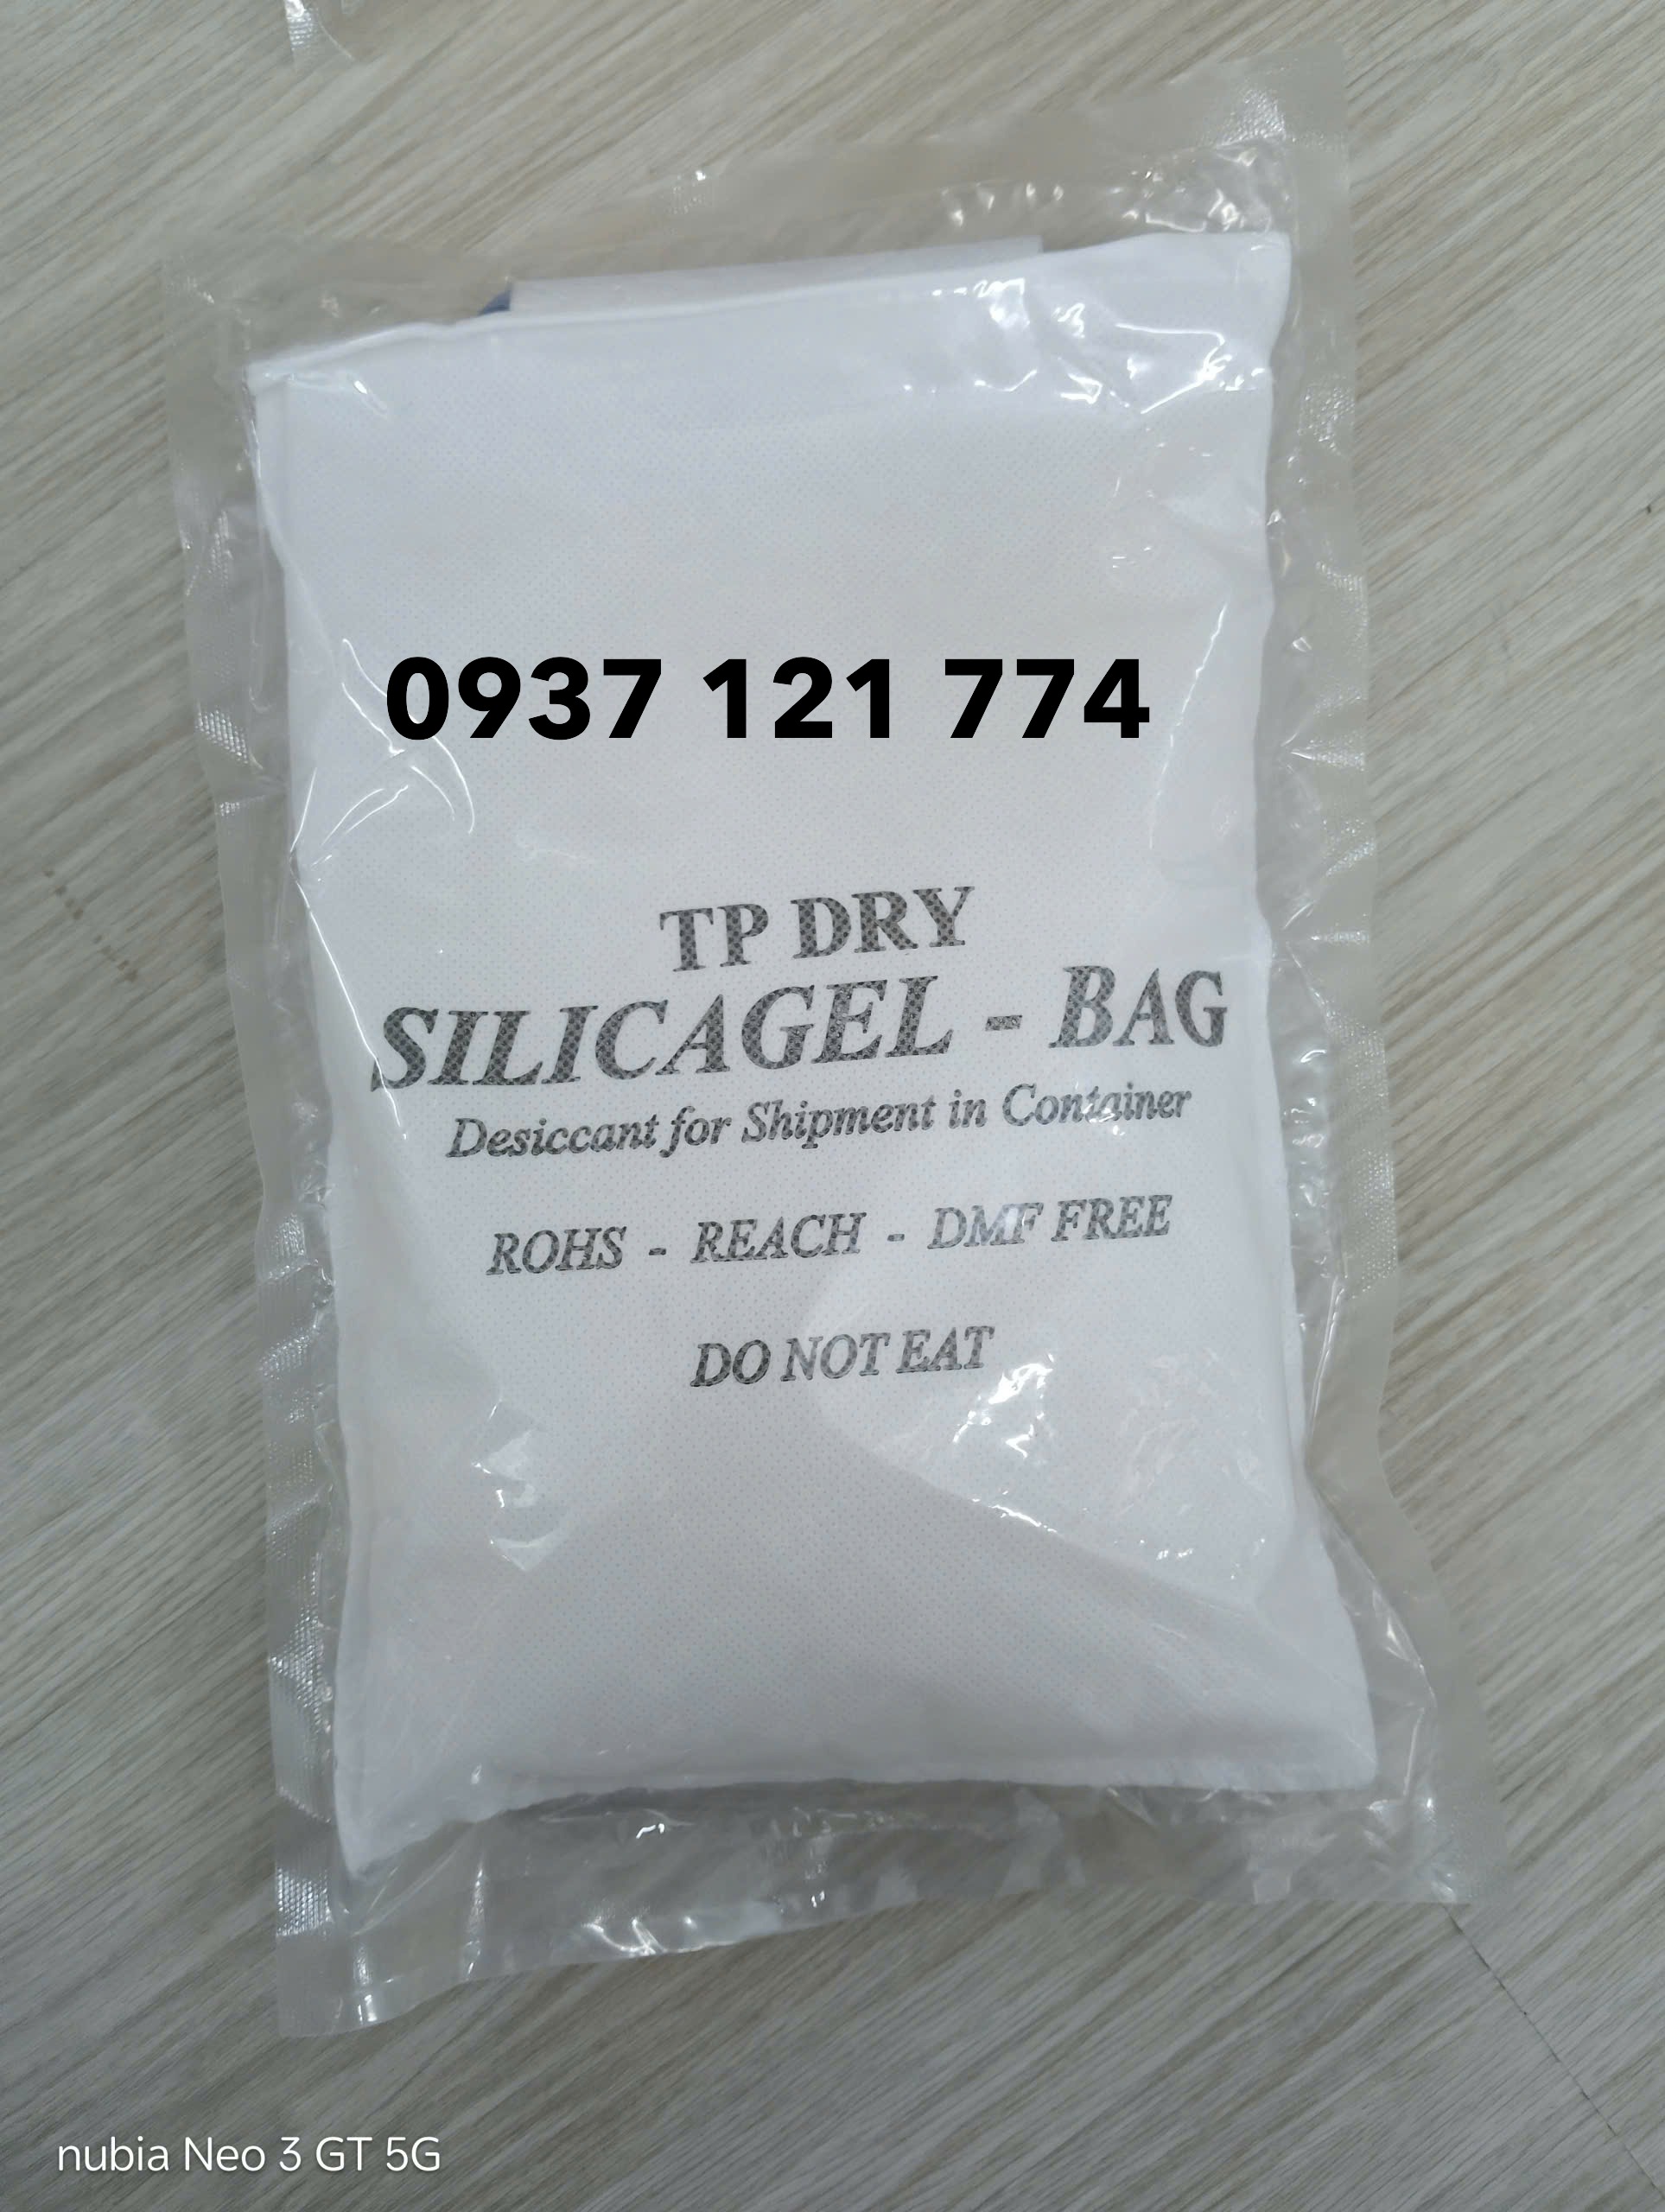 0937 121 774
TP DRY
SILICAGEL - BAG
Desiccant for Shipment in Container
ROHS - REACH - DMF FREE
DO NOT EAT
nubia Neo 3 GT 5G